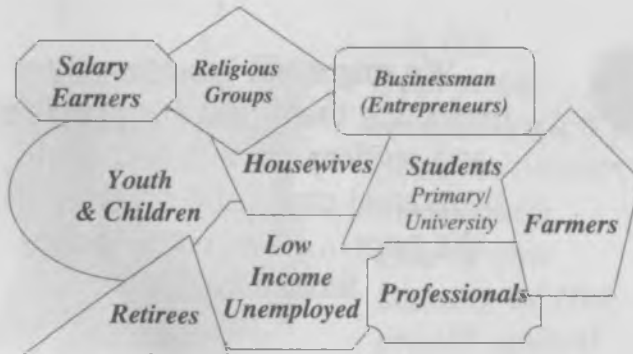 Salary
Earners
Religious
Groups
Businessman
(Entrepreneurs)
Youth
& Children
Housewives
Students
Primary/
University
Farmers
Low
Income
Unemployed
Professionals
Retirees